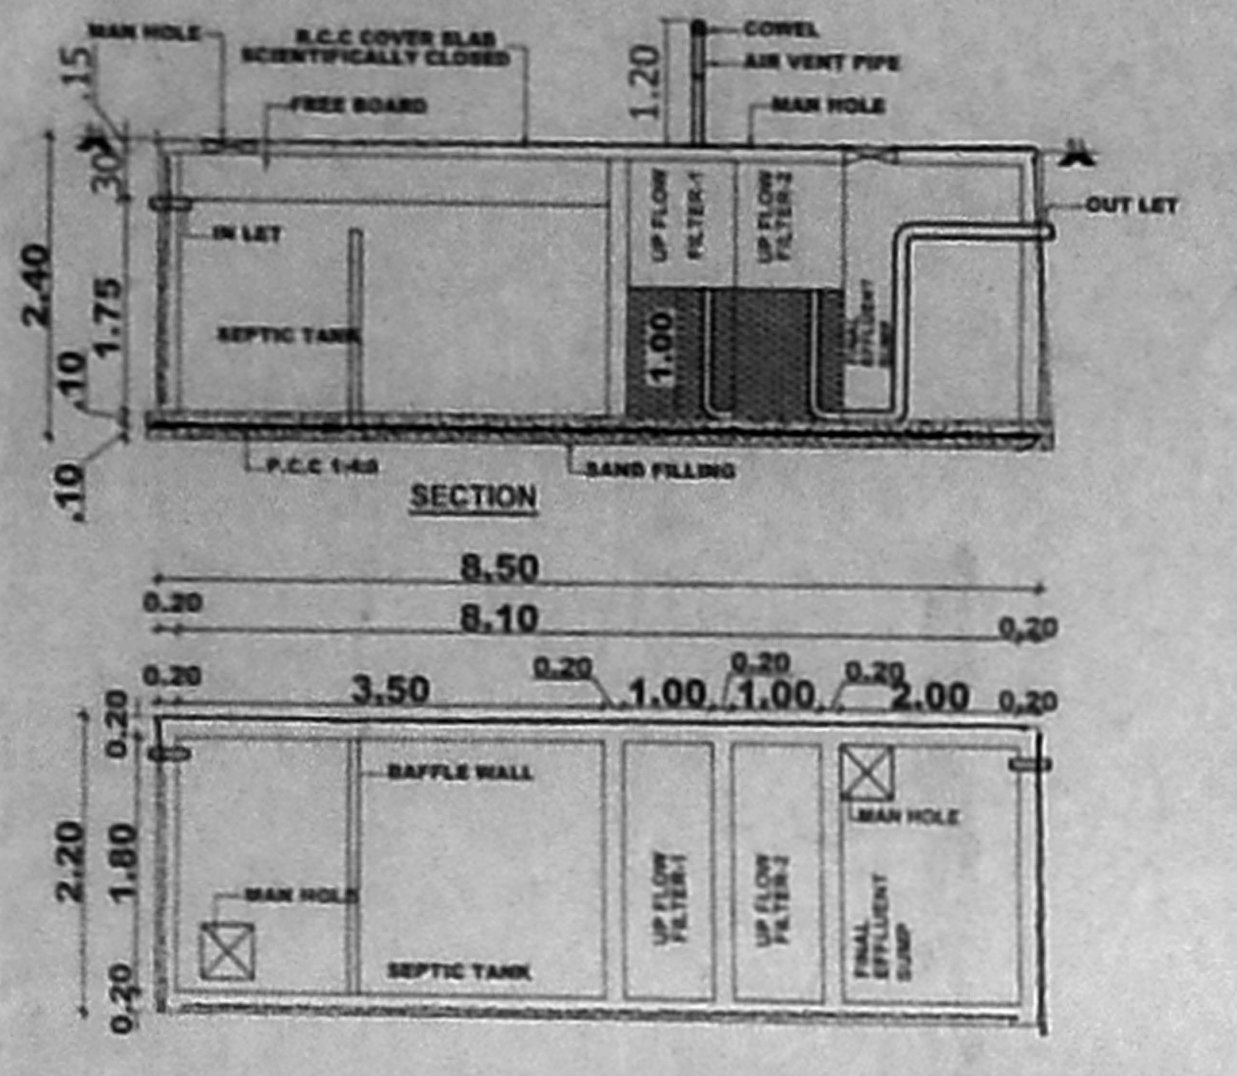 MAN HOLE
R.C.C COVER SLAB
SCIENTIFICALLY CLOSED
COWEL
AIR VENT PIPE
FREE BOARD
MAN HOLE
.15
1.20
30
IN LET
OUT LET
UP FLOW
FILTER-1
UP FLOW
FILTER-2
2.40
1.75
SEPTIC TANK
1.00
FINAL
EFFLUENT
SUMP
.10
.10
P.C.C 1:4:8
SAND FILLING
SECTION
8.50
0.20
8.10
0.20
0.20
3.50
0.20
1.00
0.20
1.00
0.20
2.00
0.20
0.20
BAFFLE WALL
MAN HOLE
2.20
1.80
MAN HOLE
UP FLOW
FILTER-1
UP FLOW
FILTER-2
FINAL
EFFLUENT
SUMP
SEPTIC TANK
0.20